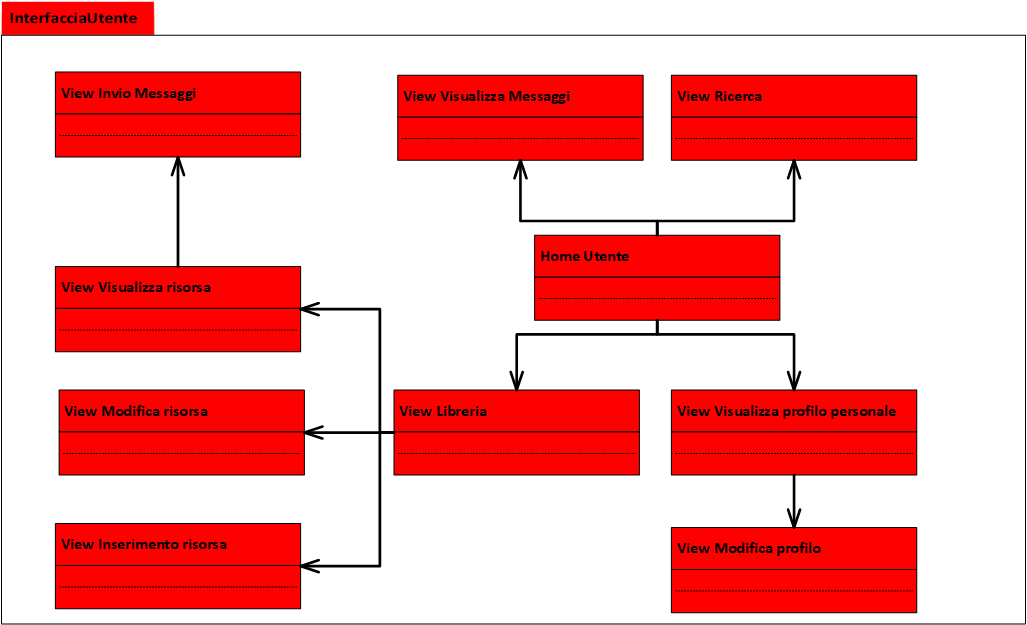 InterfacciaUtente
View Invio Messaggi
View Visualizza Messaggi
View Ricerca
Home Utente
View Visualizza risorsa
View Modifica risorsa
View Libreria
View Visualizza profilo personale
View Inserimento risorsa
View Modifica profilo